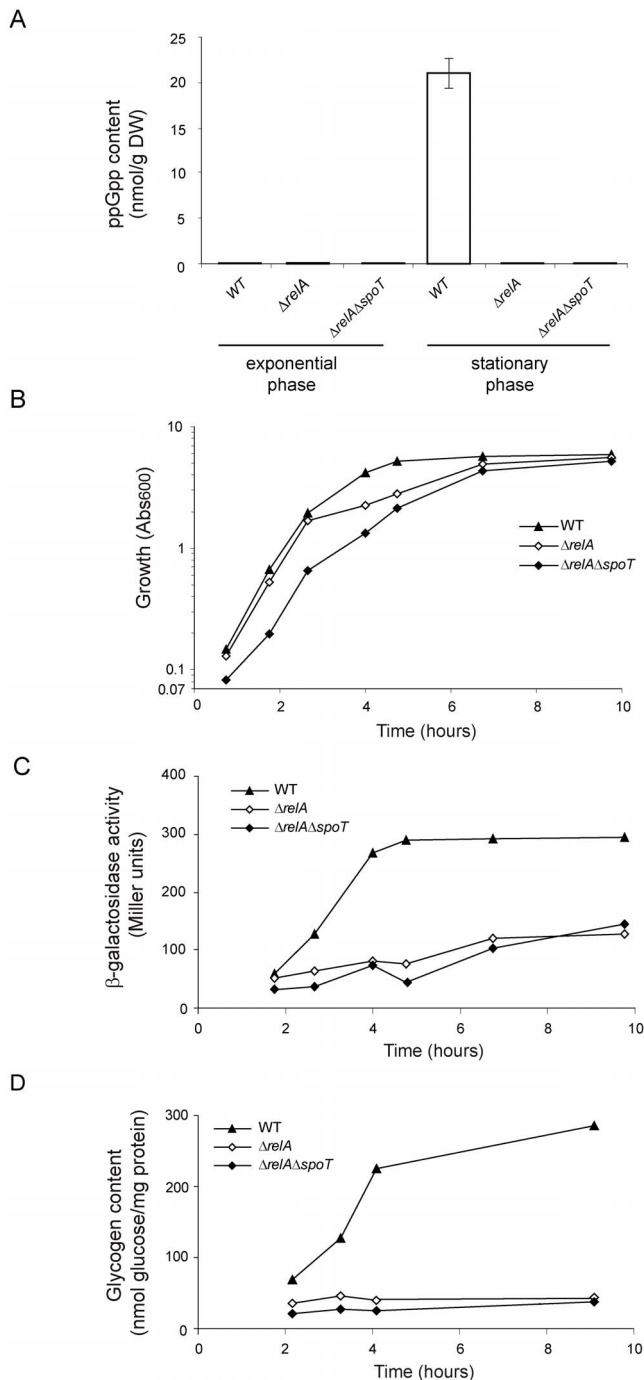 A
ppGpp content
(nmol/g DW)
25
20
15
10
5
0
WT
ΔrelA
ΔrelAΔspoT
WT
ΔrelA
ΔrelAΔspoT
exponential
phase
stationary
phase
B
Growth (Abs600)
10
1
0.1
0.07
WT
ΔrelA
ΔrelAΔspoT
0 2 4 6 8 10
Time (hours)
C
β-galactosidase activity
(Miller units)
400
300
200
100
0
WT
ΔrelA
ΔrelAΔspoT
0 2 4 6 8 10
Time (hours)
D
Glycogen content
(nmol glucose/mg protein)
300
200
100
0
WT
ΔrelA
ΔrelAΔspoT
0 2 4 6 8 10
Time (hours)